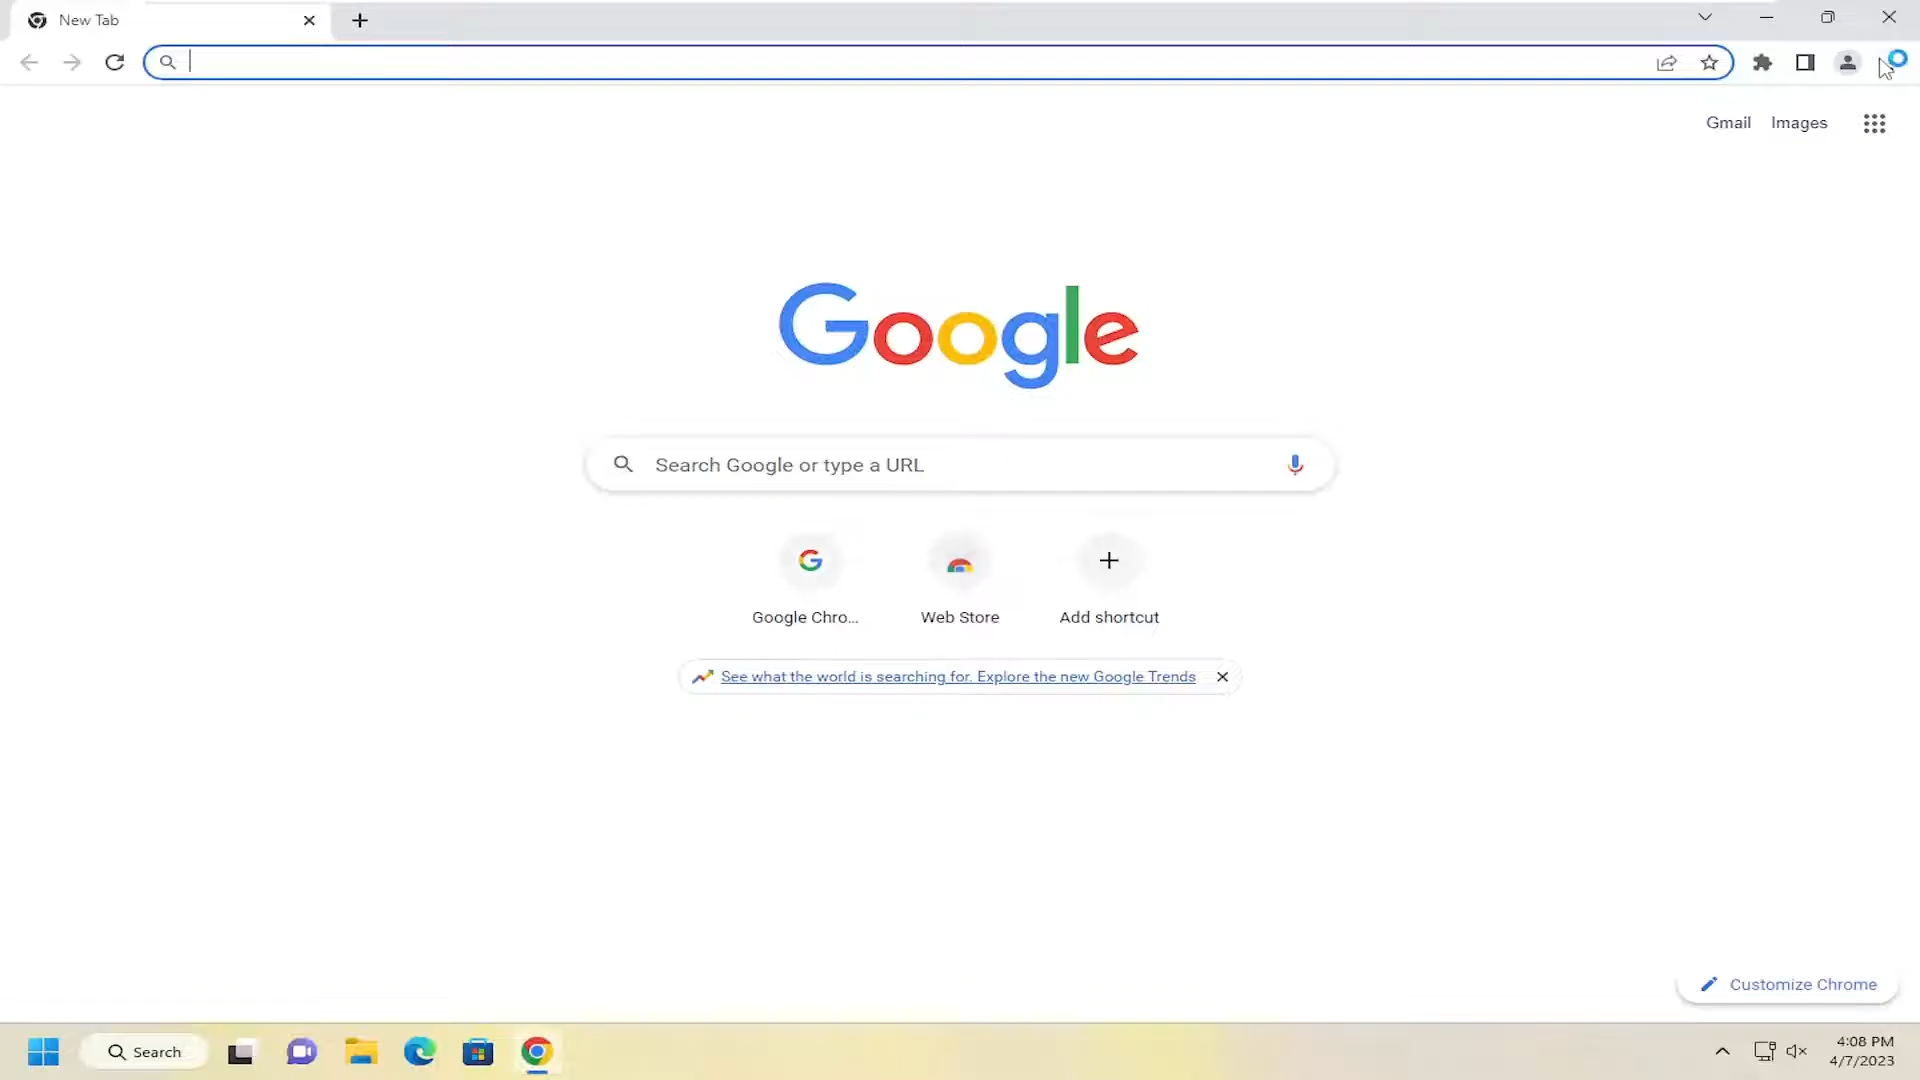 New Tab
Gmail Images
Google
Search Google or type a URL
Google Chro... Web Store Add shortcut
See what the world is searching for. Explore the new Google Trends
Customize Chrome
Search
4:08 PM
4/7/2023